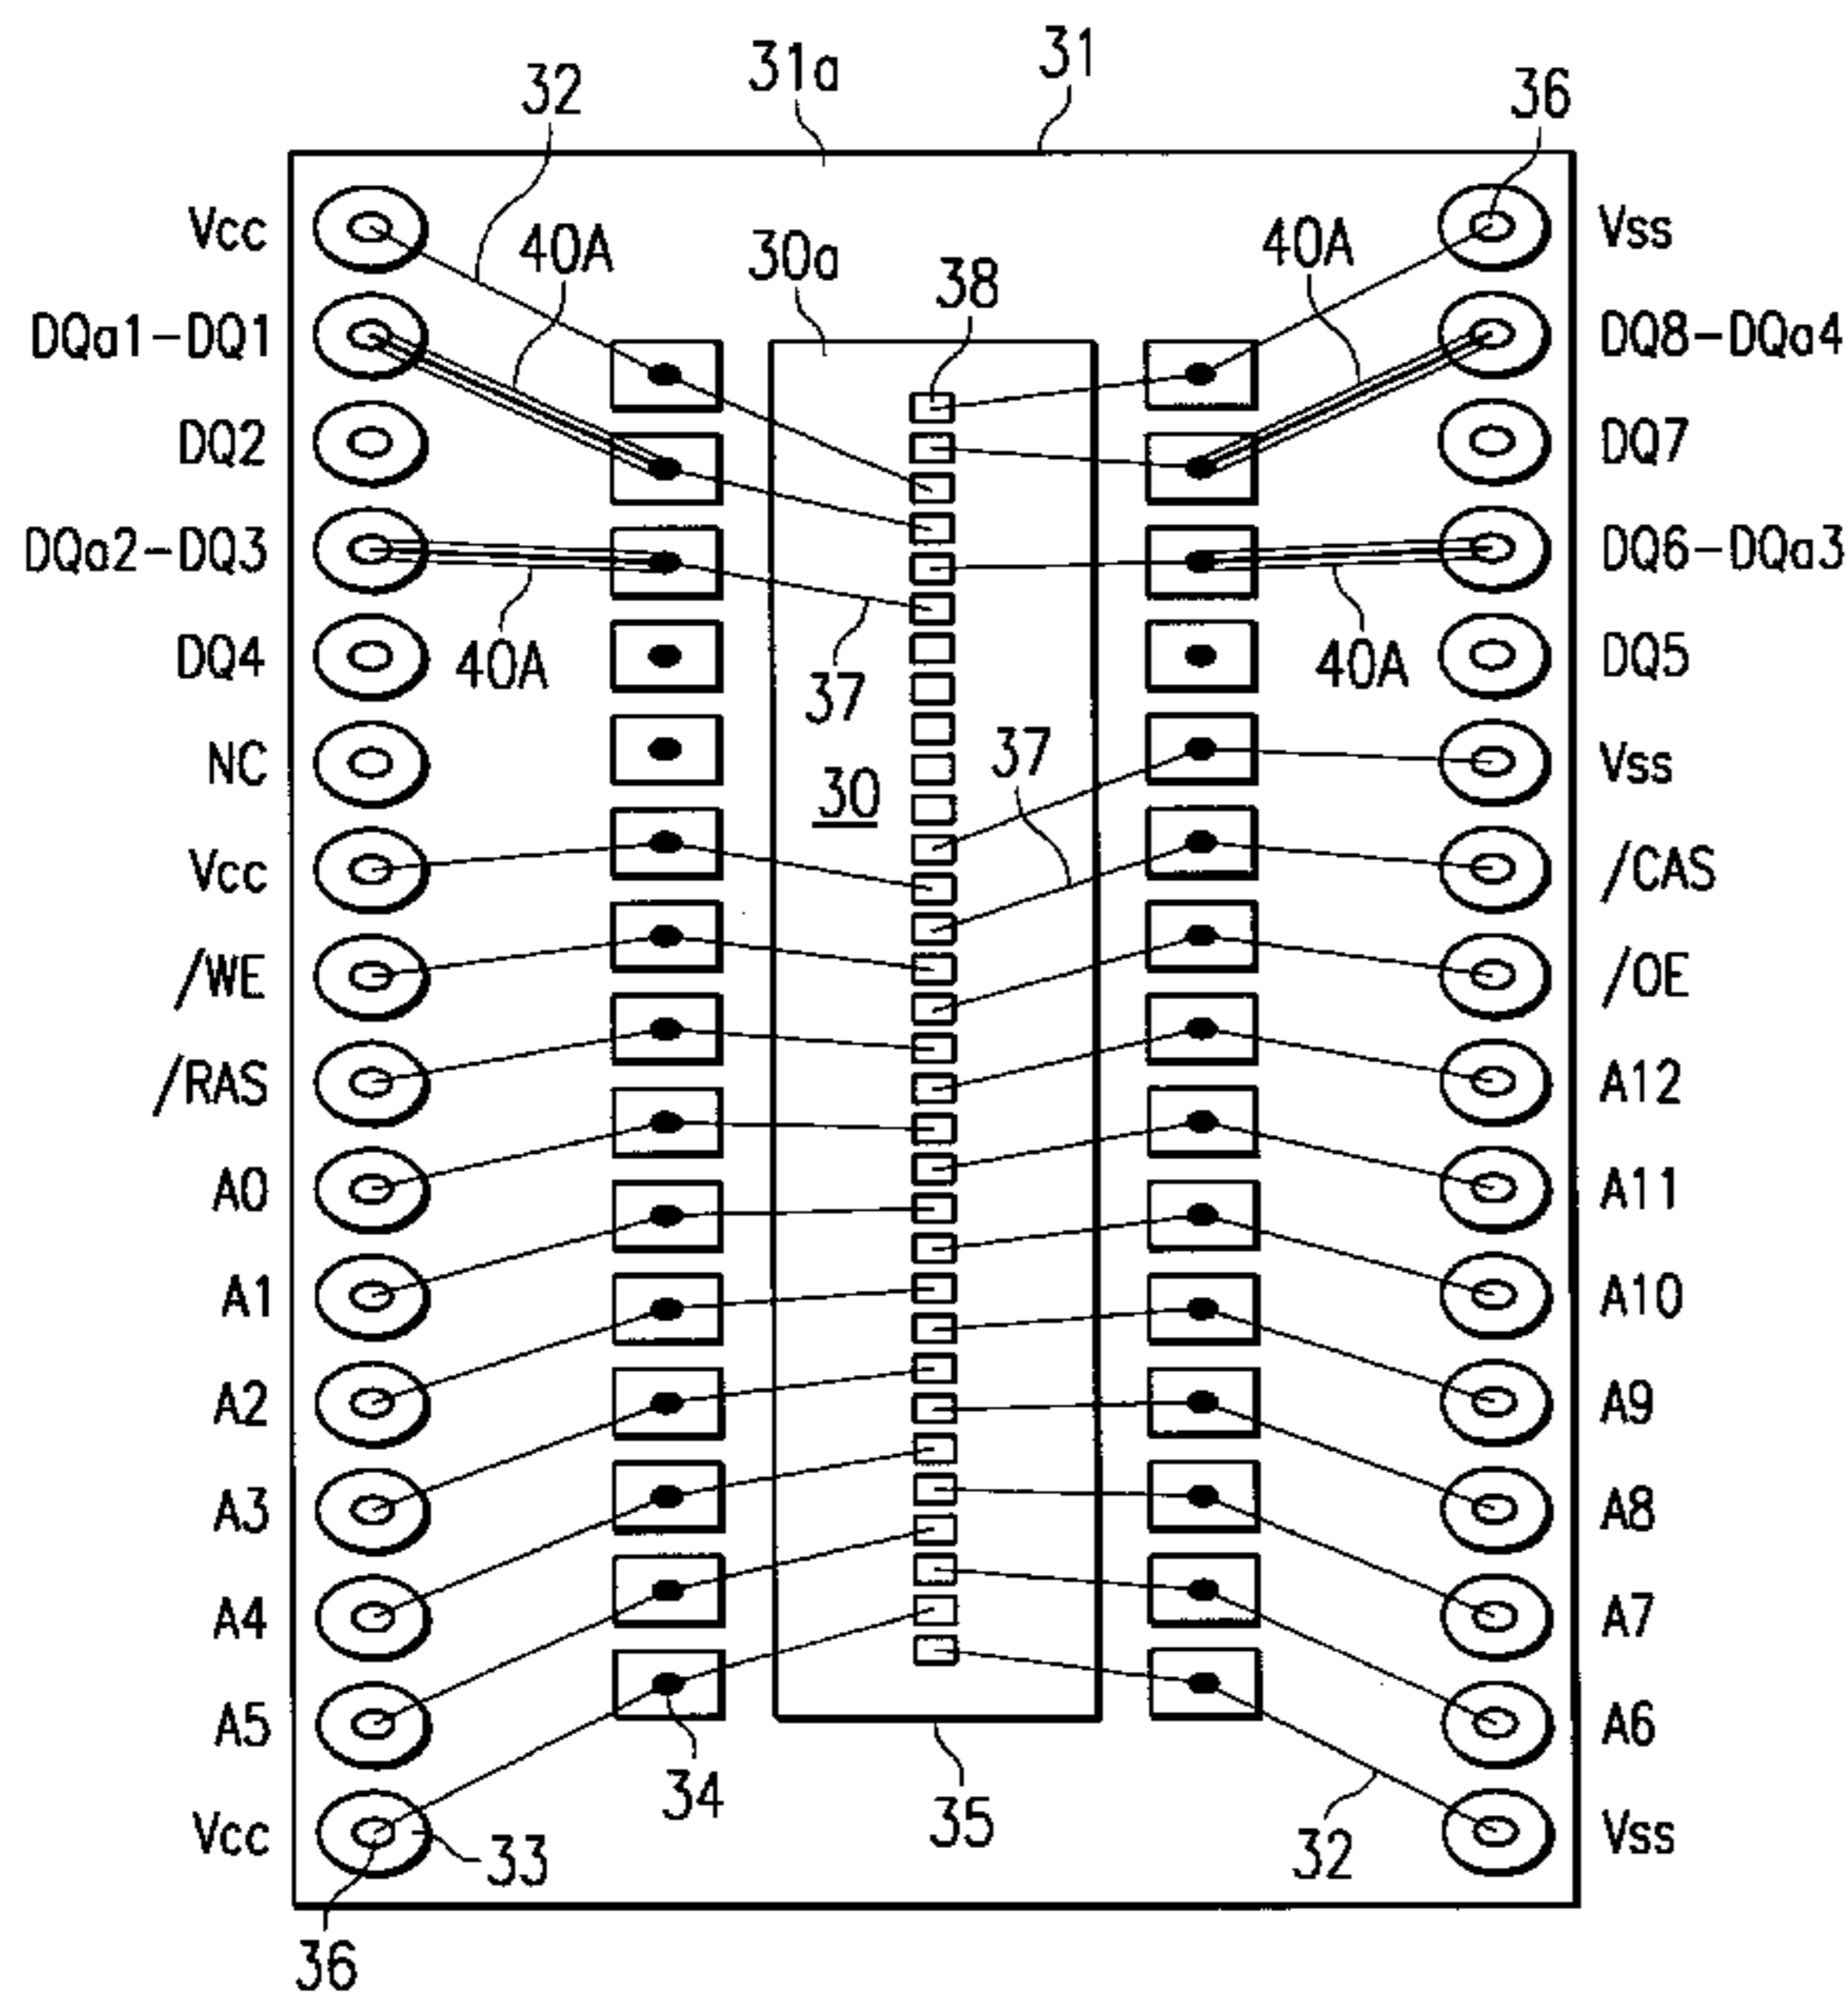 31
31a
32
36
Vcc
Vss
40A
30a
40A
38
DQa1-DQ1
DQ8-DQa4
DQ2
DQ7
DQa2-DQ3
DQ6-DQa3
DQ4
40A
37
40A
DQ5
NC
30
37
Vss
Vcc
/CAS
/WE
/OE
/RAS
A12
A0
A11
A1
A10
A2
A9
A3
A8
A4
A7
A5
A6
34
35
Vcc
33
32
Vss
36